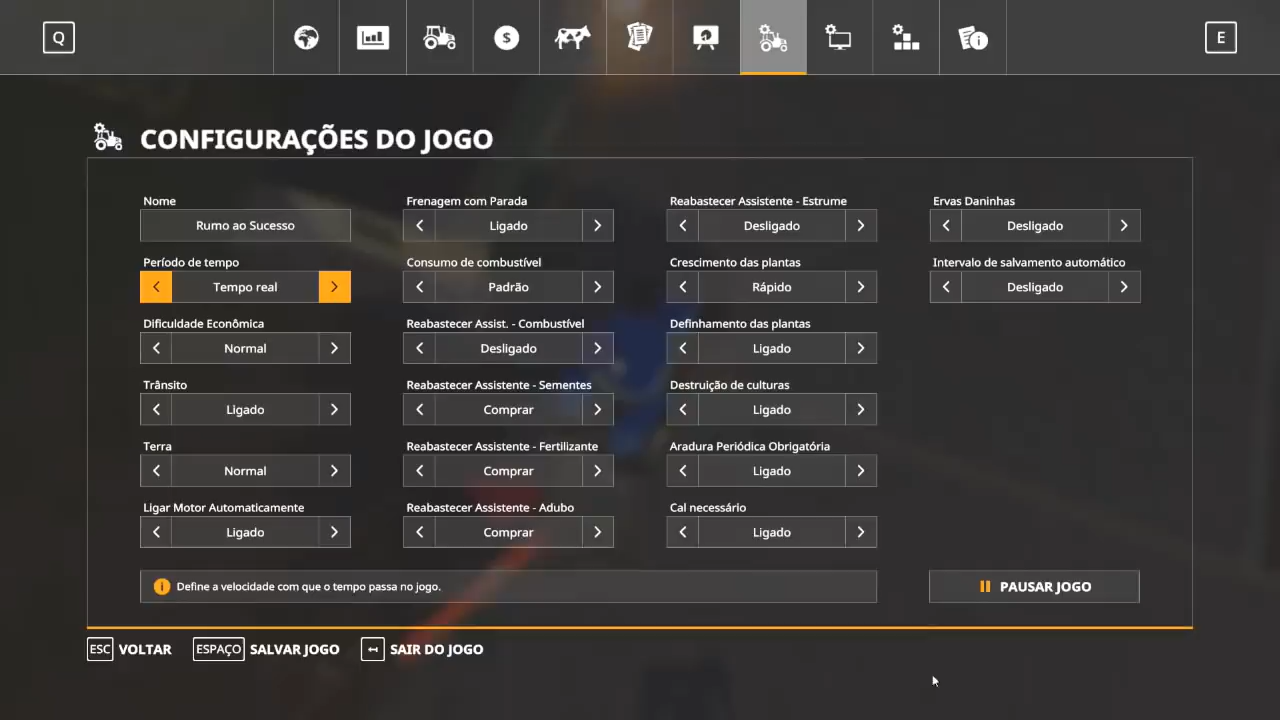 Q
E
CONFIGURAÇÕES DO JOGO
Nome
Rumo ao Sucesso
Período de tempo
Tempo real
Dificuldade Econômica
Normal
Trânsito
Ligado
Terra
Normal
Ligar Motor Automaticamente
Ligado
Frenagem com Parada
Ligado
Consumo de combustível
Padrão
Reabastecer Assist. - Combustível
Desligado
Reabastecer Assistente - Sementes
Comprar
Reabastecer Assistente - Fertilizante
Comprar
Reabastecer Assistente - Adubo
Comprar
Reabastecer Assistente - Estrume
Desligado
Crescimento das plantas
Rápido
Definhamento das plantas
Ligado
Destruição de culturas
Ligado
Aradura Periódica Obrigatória
Ligado
Cal necessário
Ligado
Ervas Daninhas
Desligado
Intervalo de salvamento automático
Desligado
Define a velocidade com que o tempo passa no jogo.
PAUSAR JOGO
ESC VOLTAR ESPAÇO SALVAR JOGO SAIR DO JOGO